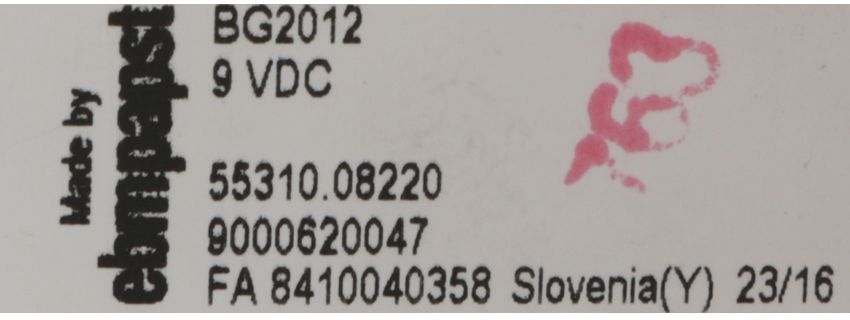 Made by
ebmpapst
BG2012
9 VDC
55310.08220
9000620047
FA 8410040358 Slovenia(Y) 23/16